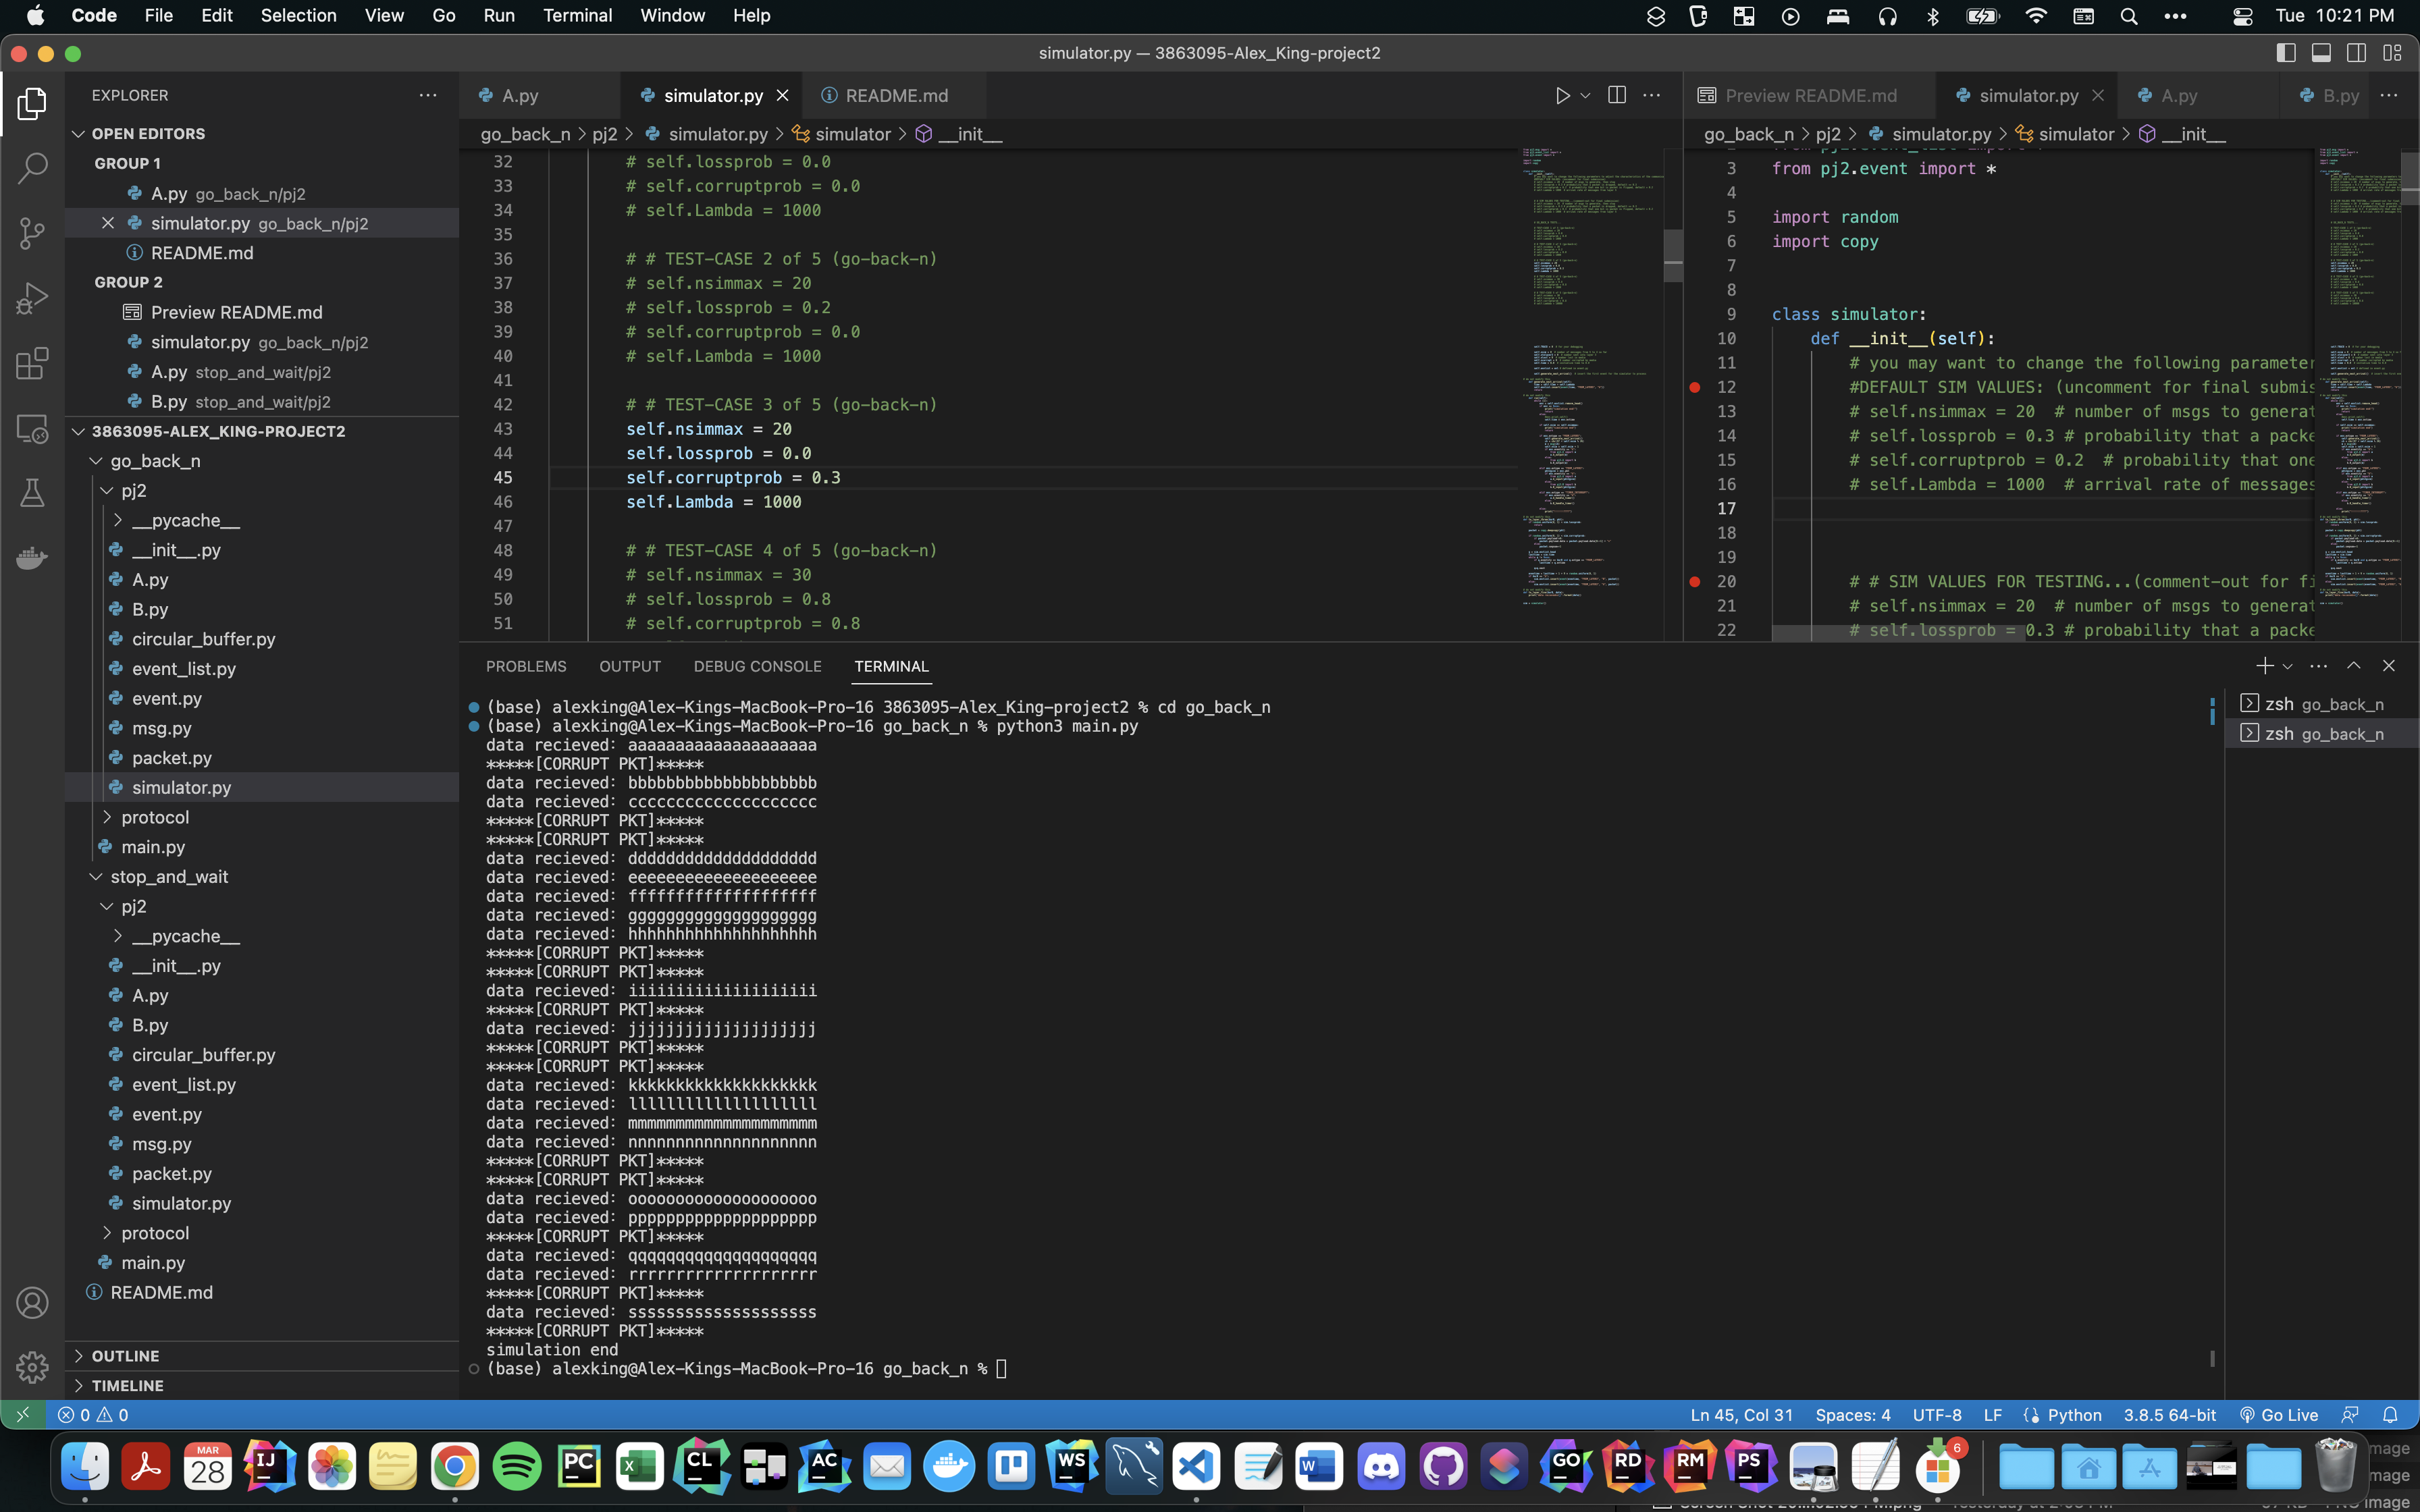 Code File Edit Selection View Go Run Terminal Window Help
Tue 10:21 PM
simulator.py — 3863095-Alex_King-project2
EXPLORER
OPEN EDITORS
GROUP 1
A.py go_back_n/pj2
simulator.py go_back_n/pj2
README.md
GROUP 2
Preview README.md
simulator.py go_back_n/pj2
A.py stop_and_wait/pj2
B.py stop_and_wait/pj2
3863095-ALEX_KING-PROJECT2
go_back_n
pj2
__pycache__
__init__.py
A.py
B.py
circular_buffer.py
event_list.py
event.py
msg.py
packet.py
simulator.py
protocol
main.py
stop_and_wait
pj2
__pycache__
__init__.py
A.py
B.py
circular_buffer.py
event_list.py
event.py
msg.py
packet.py
simulator.py
protocol
main.py
README.md
OUTLINE
TIMELINE
A.py simulator.py README.md
go_back_n > pj2 > simulator.py > simulator > __init__
32 # self.lossprob = 0.0
33 # self.corruptprob = 0.0
34 # self.Lambda = 1000
35
36 # # TEST-CASE 2 of 5 (go-back-n)
37 # self.nsimmax = 20
38 # self.lossprob = 0.2
39 # self.corruptprob = 0.0
40 # self.Lambda = 1000
41
42 # # TEST-CASE 3 of 5 (go-back-n)
43 self.nsimmax = 20
44 self.lossprob = 0.0
45 self.corruptprob = 0.3
46 self.Lambda = 1000
47
48 # # TEST-CASE 4 of 5 (go-back-n)
49 # self.nsimmax = 30
50 # self.lossprob = 0.8
51 # self.corruptprob = 0.8
Preview README.md simulator.py A.py B.py
go_back_n > pj2 > simulator.py > simulator > __init__
3 from pj2.event import *
4
5 import random
6 import copy
7
8
9 class simulator:
10 def __init__(self):
11 # you may want to change the following parameter
12 #DEFAULT SIM VALUES: (uncomment for final submis
13 # self.nsimmax = 20 # number of msgs to generat
14 # self.lossprob = 0.3 # probability that a packe
15 # self.corruptprob = 0.2 # probability that one
16 # self.Lambda = 1000 # arrival rate of messages
17
18
19
20 # # SIM VALUES FOR TESTING...(comment-out for fi
21 # self.nsimmax = 20 # number of msgs to generat
22 # self.lossprob = 0.3 # probability that a packe
PROBLEMS OUTPUT DEBUG CONSOLE TERMINAL
(base) alexking@Alex-Kings-MacBook-Pro-16 3863095-Alex_King-project2 % cd go_back_n
(base) alexking@Alex-Kings-MacBook-Pro-16 go_back_n % python3 main.py
data recieved: aaaaaaaaaaaaaaaaaaaa
*****[CORRUPT PKT]*****
data recieved: bbbbbbbbbbbbbbbbbbbb
data recieved: cccccccccccccccccccc
*****[CORRUPT PKT]*****
*****[CORRUPT PKT]*****
data recieved: dddddddddddddddddddd
data recieved: eeeeeeeeeeeeeeeeeeee
data recieved: ffffffffffffffffffff
data recieved: gggggggggggggggggggg
data recieved: hhhhhhhhhhhhhhhhhhhh
*****[CORRUPT PKT]*****
*****[CORRUPT PKT]*****
data recieved: iiiiiiiiiiiiiiiiiiii
*****[CORRUPT PKT]*****
data recieved: jjjjjjjjjjjjjjjjjjjj
*****[CORRUPT PKT]*****
*****[CORRUPT PKT]*****
data recieved: kkkkkkkkkkkkkkkkkkkk
data recieved: llllllllllllllllllll
data recieved: mmmmmmmmmmmmmmmmmmmm
data recieved: nnnnnnnnnnnnnnnnnnnn
*****[CORRUPT PKT]*****
*****[CORRUPT PKT]*****
data recieved: oooooooooooooooooooo
data recieved: pppppppppppppppppppp
*****[CORRUPT PKT]*****
data recieved: qqqqqqqqqqqqqqqqqqqq
data recieved: rrrrrrrrrrrrrrrrrrrr
*****[CORRUPT PKT]*****
data recieved: ssssssssssssssssssss
*****[CORRUPT PKT]*****
simulation end
(base) alexking@Alex-Kings-MacBook-Pro-16 go_back_n %
zsh go_back_n
zsh go_back_n
0 0
Ln 45, Col 31 Spaces: 4 UTF-8 LF Python 3.8.5 64-bit Go Live
MAR 28 IJ PC CL AC WS GO RD RM PS 6
mage
mage